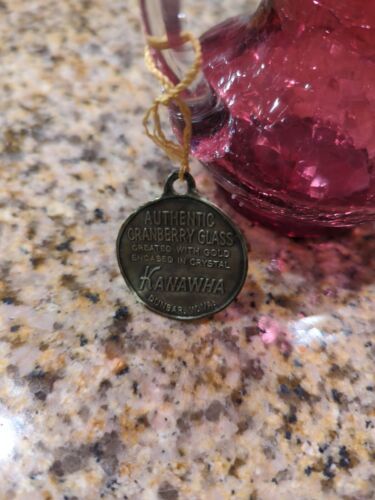 AUTHENTIC
CRANBERRY GLASS
CREATED WITH GOLD
ENCASED IN CRYSTAL
KANAWHA
DUNBAR, W. VA.